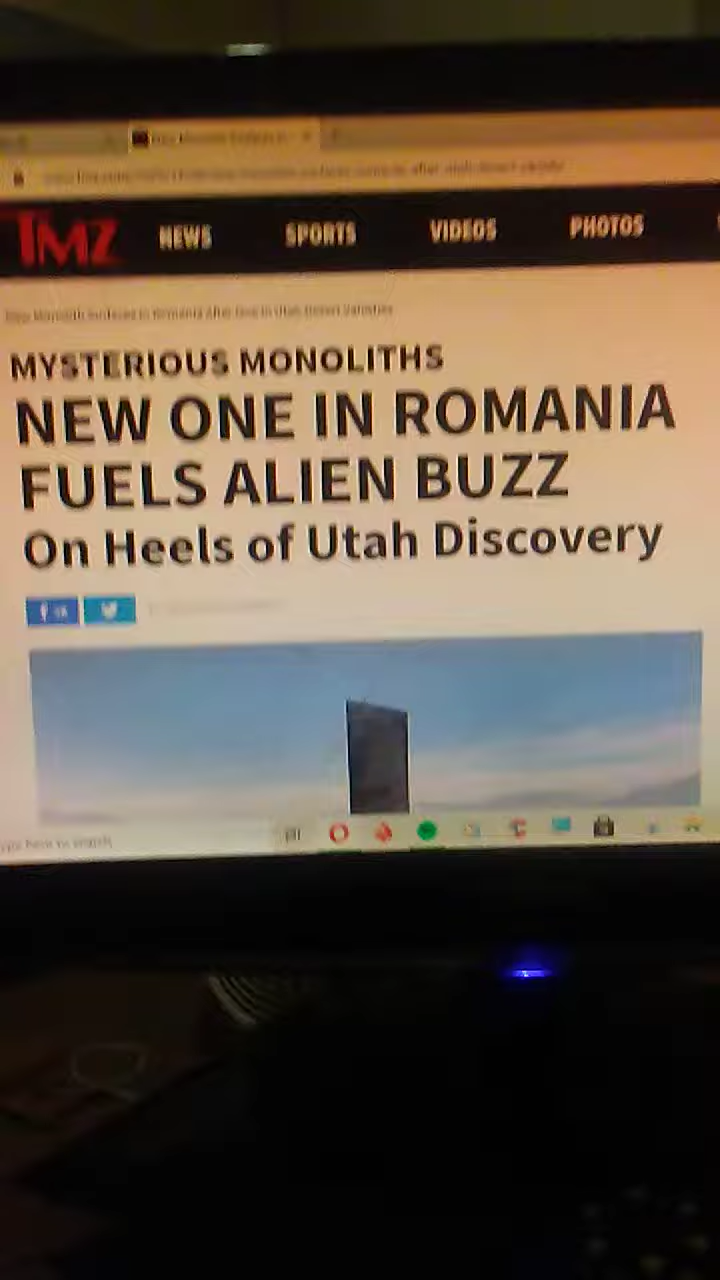 TMZ NEWS SPORTS VIDEOS PHOTOS
MYSTERIOUS MONOLITHS
NEW ONE IN ROMANIA
FUELS ALIEN BUZZ
On Heels of Utah Discovery